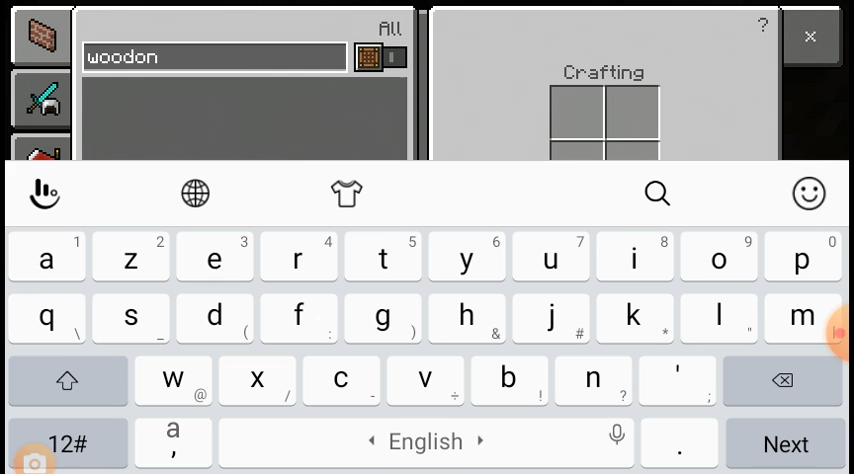 All
woodon
?
Crafting
×
a 1 z 2 e 3 r 4 t 5 y 6 u 7 i 8 o 9 p 0
q \ s _ d ( f : g ) h & j # k * l " m
w @ x / c - v ÷ b ! n ? ' ;
12# a , English . Next